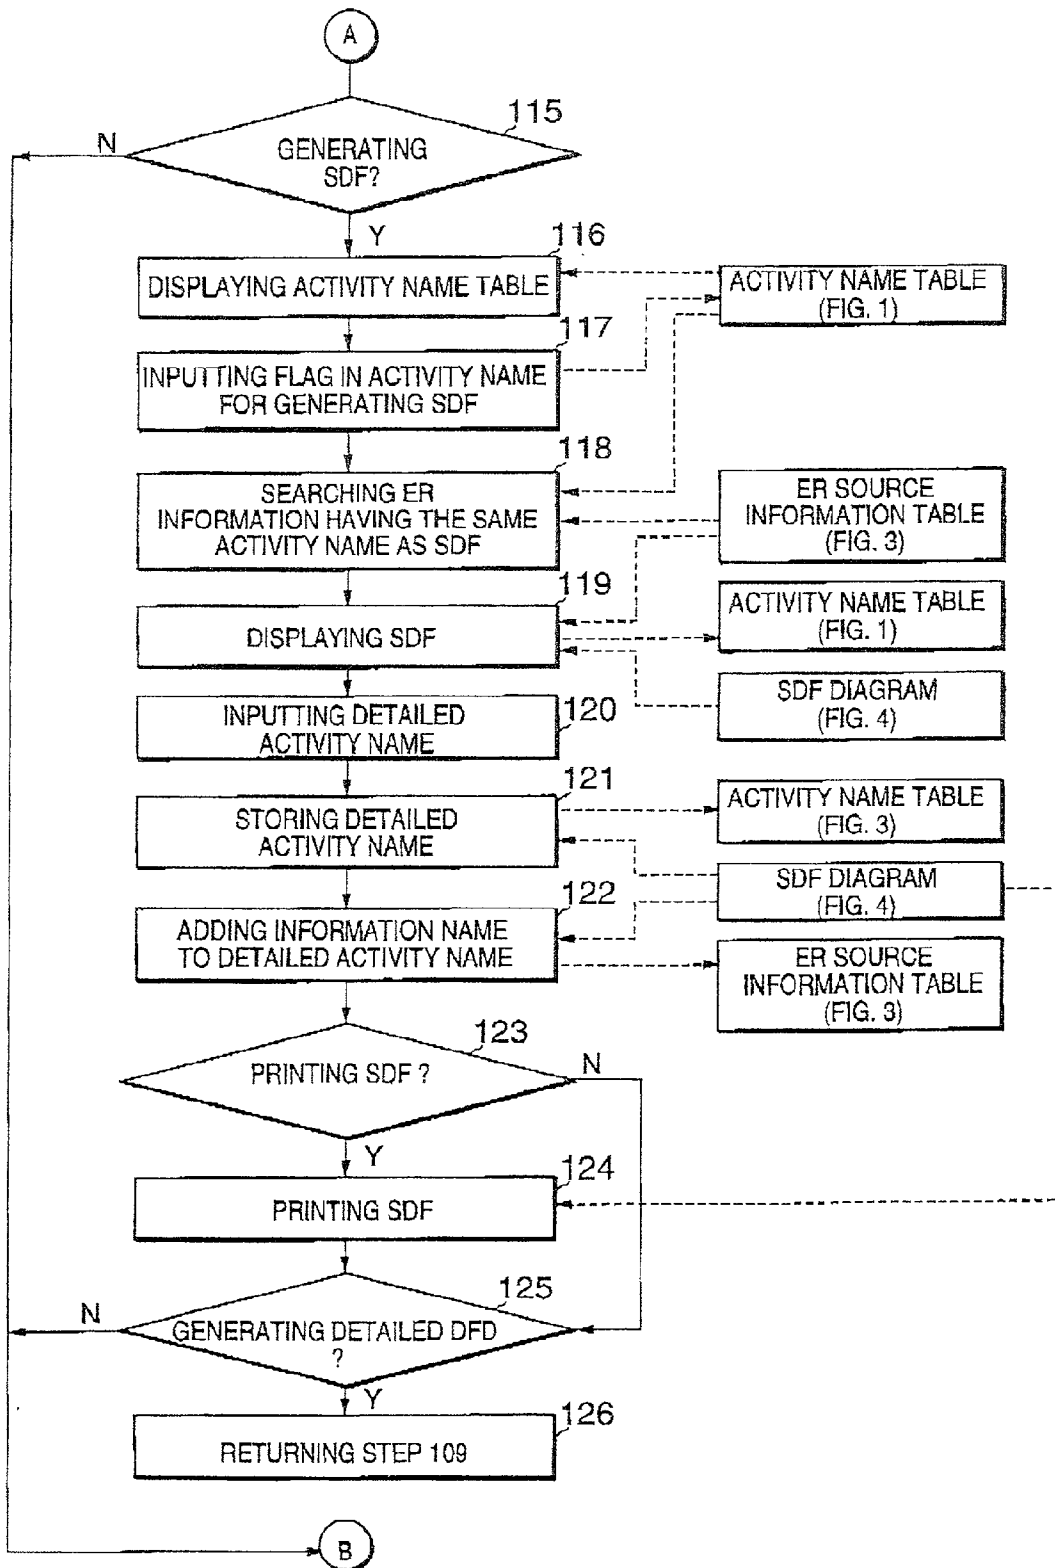 A
115
N
GENERATING
SDF?
Y
116
DISPLAYING ACTIVITY NAME TABLE
ACTIVITY NAME TABLE
(FIG. 1)
117
INPUTTING FLAG IN ACTIVITY NAME
FOR GENERATING SDF
118
SEARCHING ER
INFORMATION HAVING THE SAME
ACTIVITY NAME AS SDF
ER SOURCE
INFORMATION TABLE
(FIG. 3)
119
DISPLAYING SDF
ACTIVITY NAME TABLE
(FIG. 1)
INPUTTING DETAILED
ACTIVITY NAME
120
SDF DIAGRAM
(FIG. 4)
121
STORING DETAILED
ACTIVITY NAME
ACTIVITY NAME TABLE
(FIG. 3)
122
ADDING INFORMATION NAME
TO DETAILED ACTIVITY NAME
SDF DIAGRAM
(FIG. 4)
ER SOURCE
INFORMATION TABLE
(FIG. 3)
123
PRINTING SDF ?
N
Y
124
PRINTING SDF
125
N
GENERATING DETAILED DFD
?
Y
126
RETURNING STEP 109
B